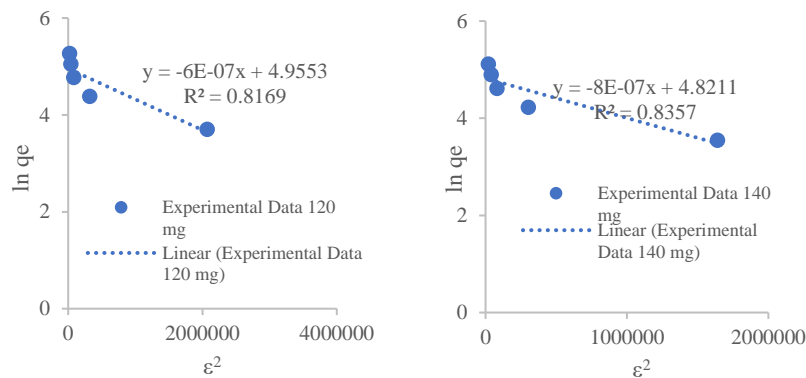 6
4
2
0
ln qe
y = -6E-07x + 4.9553
R² = 0.8169
Experimental Data 120
mg
Linear (Experimental Data
120 mg)
0
2000000
4000000
ε²
6
4
2
0
ln qe
y = -8E-07x + 4.8211
R² = 0.8357
Experimental Data 140
mg
Linear (Experimental
Data 140 mg)
0
1000000
2000000
ε²